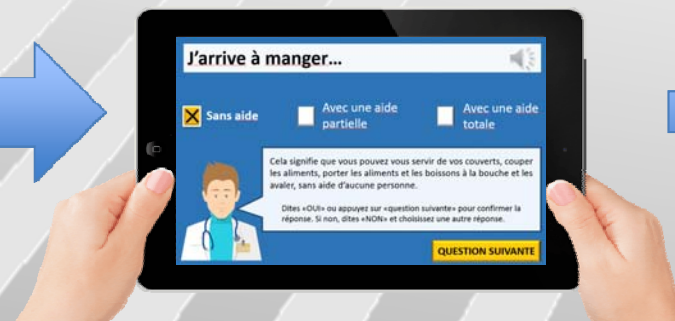 J'arrive à manger...
Sans aide
Avec une aide
partielle
Avec une aide
totale
Cela signifie que vous pouvez vous servir de vos couverts, couper
les aliments, porter les aliments et les boissons à la bouche et les
avaler, sans aide d'aucune personne.
Dites «OUI» ou appuyez sur «question suivante» pour confirmer la
réponse. Si non, dites «NON» et choisissez une autre réponse.
QUESTION SUIVANTE